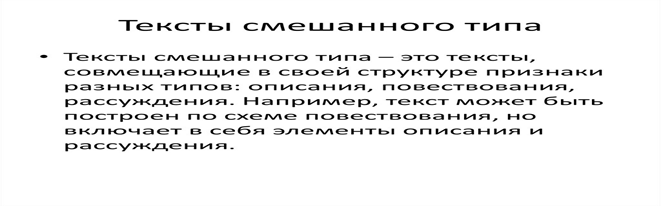 Тексты смешанного типа
• Тексты смешанного типа – это тексты,
совмещающие в своей структуре признаки
разных типов: описания, повествования,
рассуждения. Например, текст может быть
построен по схеме повествования, но
включает в себя элементы описания и
рассуждения.